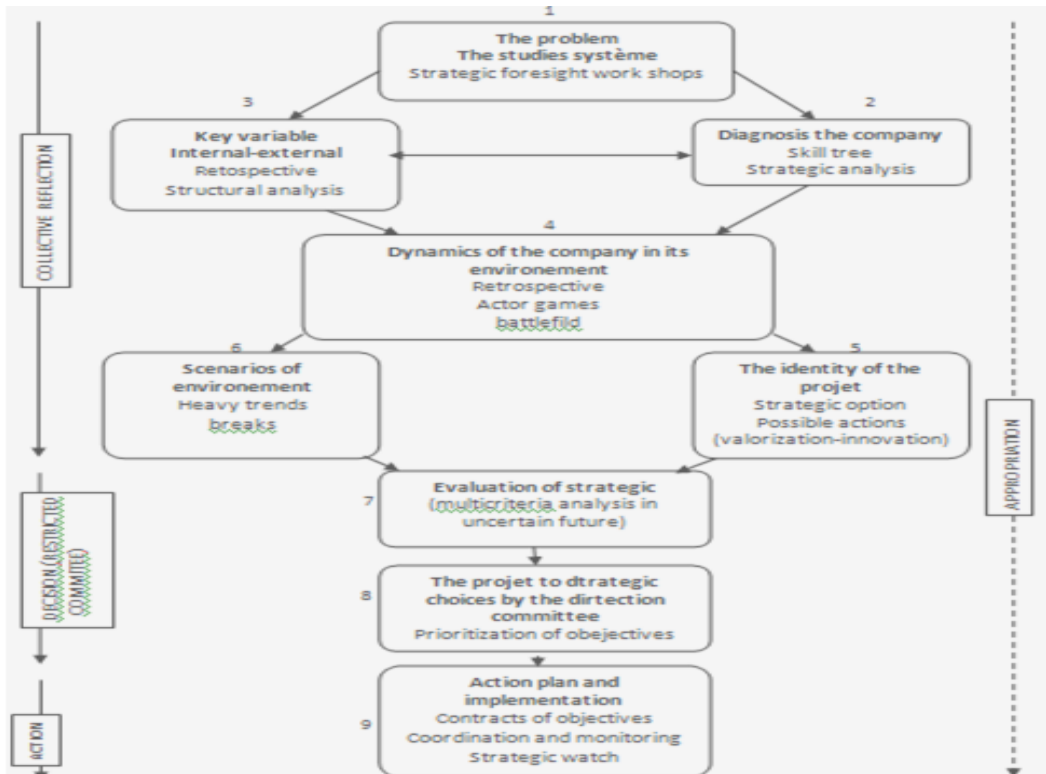 1
The problem
The studies système
Strategic foresight work shops
3
2
Key variable
Internal-external
Retospective
Structural analysis
Diagnosis the company
Skill tree
Strategic analysis
COLLECTIVE REFLECTION
4
Dynamics of the company in its
environement
Retrospective
Actor games
battlefild
6
5
Scenarios of
environement
Heavy trends
breaks
The identity of the
projet
Strategic option
Possible actions
(valorization-innovation)
APPROPRIATION
7
Evaluation of strategic
(multicriteria analysis in
uncertain future)
DECISION (RESTRICTED
COMMITEE)
8
The projet to dtrategic
choices by the dirtection
committee
Prioritization of obejectives
9
Action plan and
implementation
Contracts of objectives
Coordination and monitoring
Strategic watch
ACTION